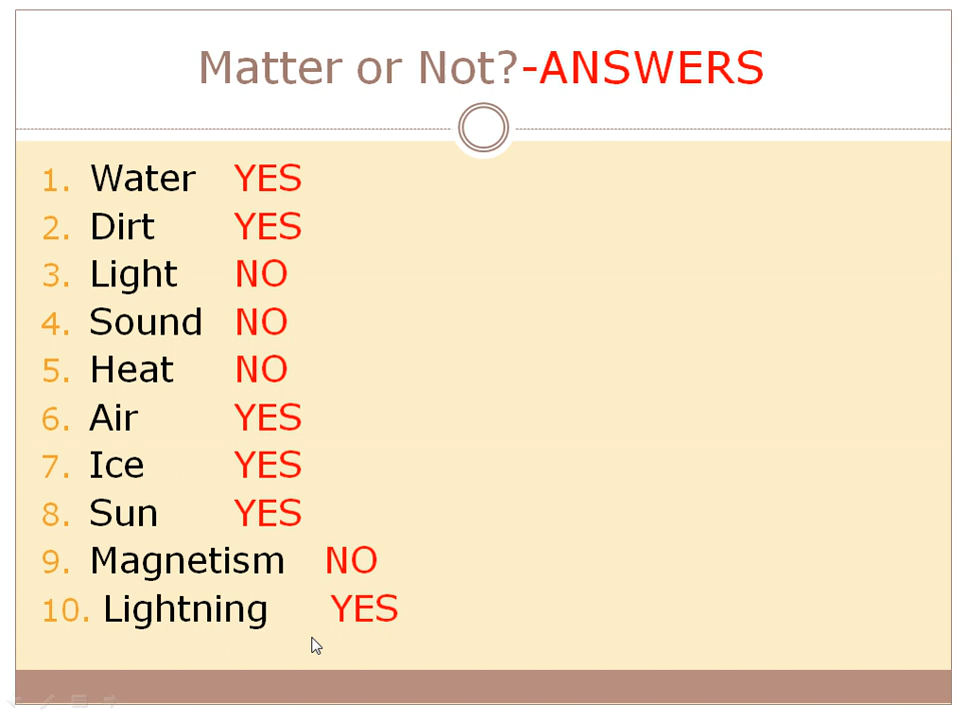 Matter or Not?-ANSWERS
1. Water YES
2. Dirt YES
3. Light NO
4. Sound NO
5. Heat NO
6. Air YES
7. Ice YES
8. Sun YES
9. Magnetism NO
10. Lightning YES